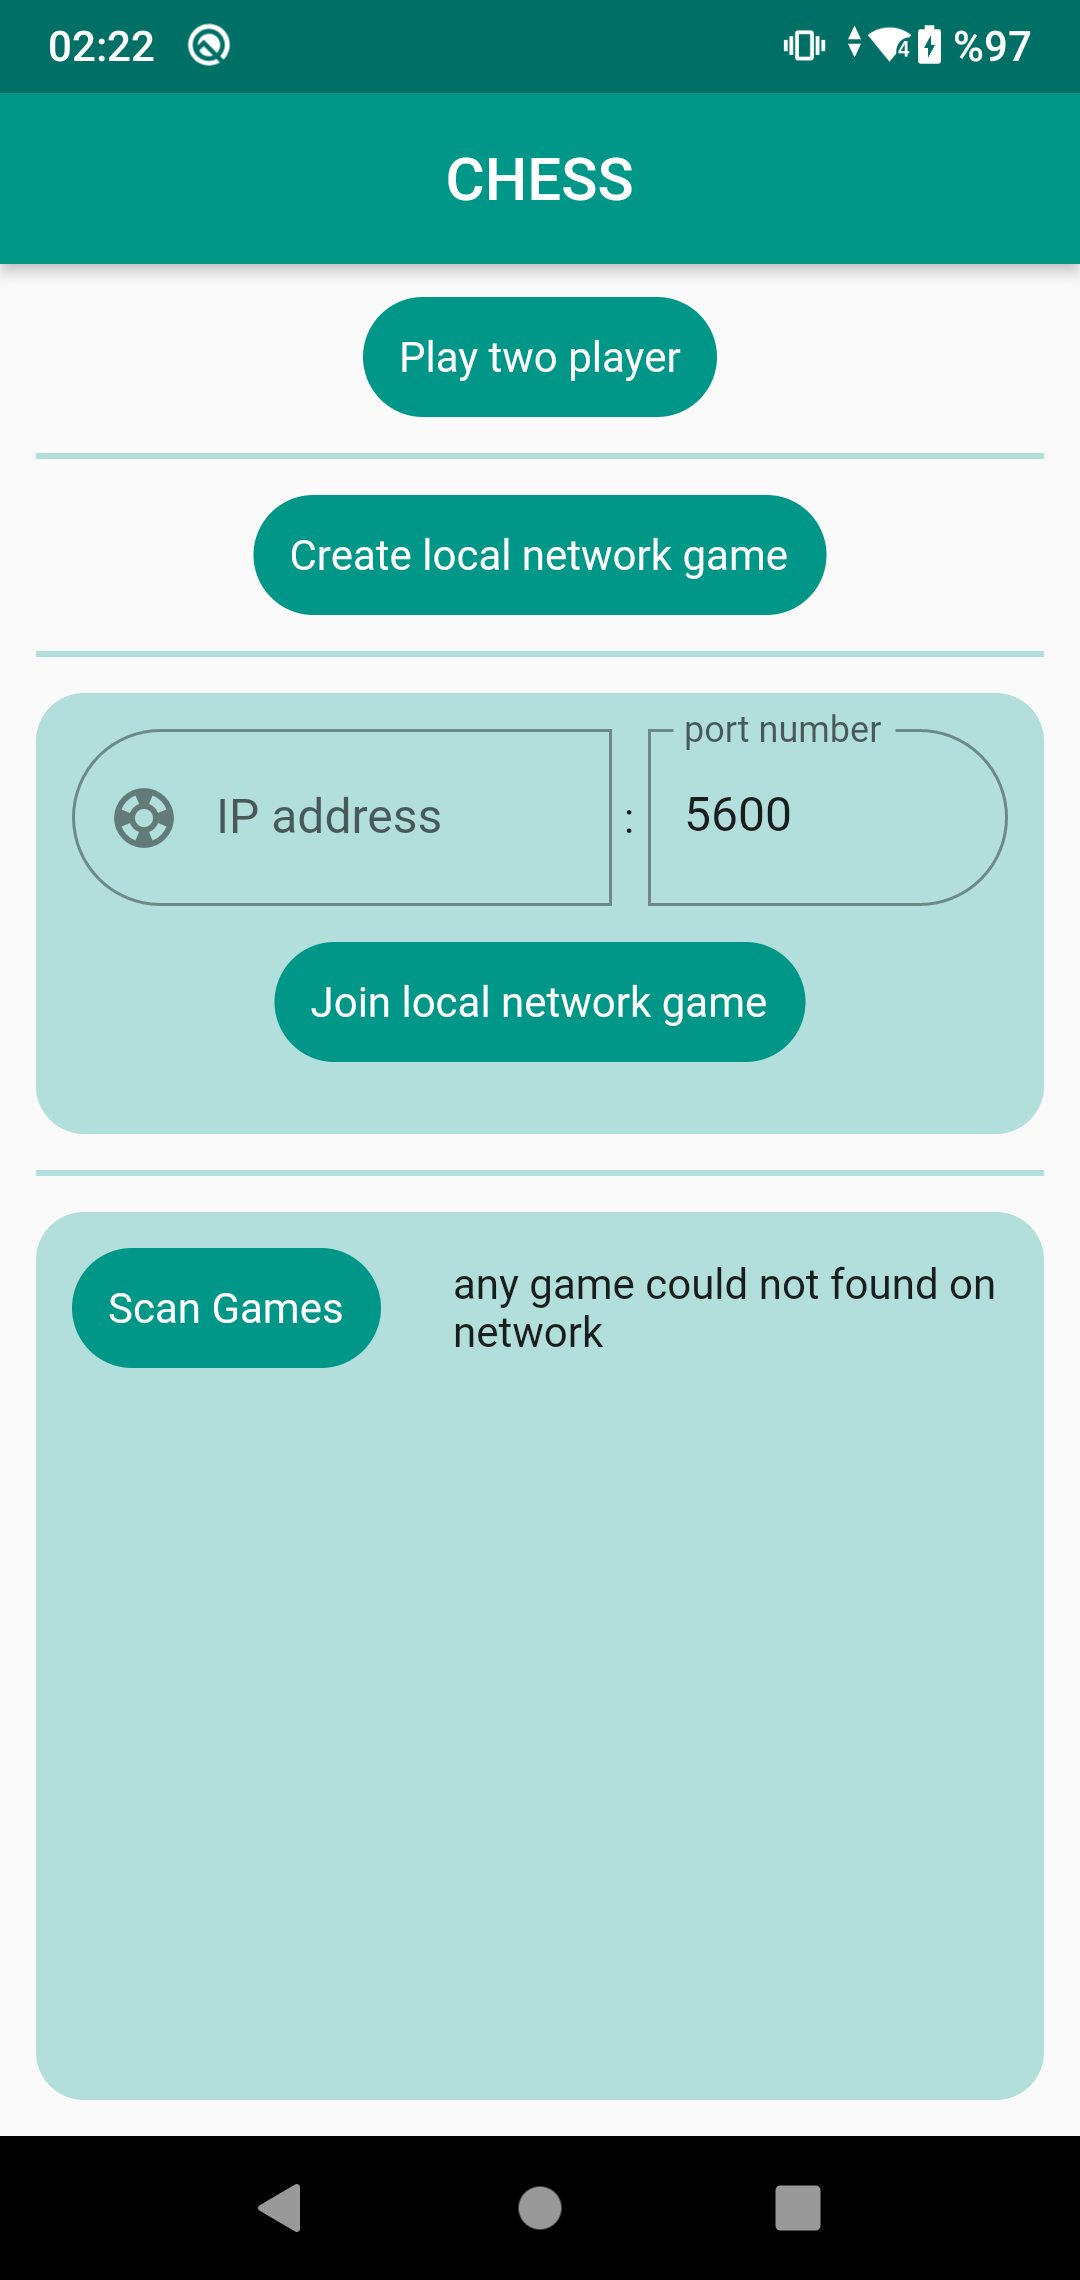 02:22 %97
CHESS
Play two player
Create local network game
port number
IP address : 5600
Join local network game
Scan Games
any game could not found on
network